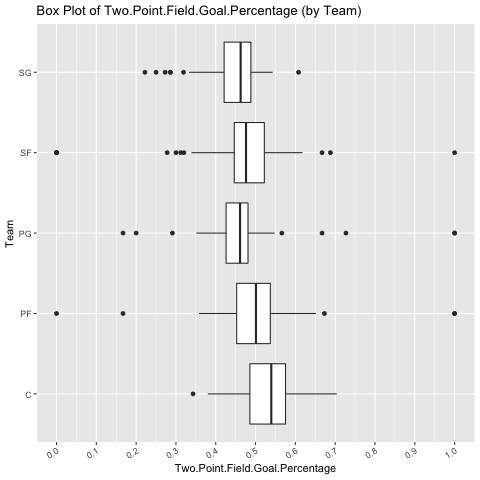 Box Plot of Two.Point.Field.Goal.Percentage (by Team)
Team
SG
SF
PG
PF
C
0.0 0.1 0.2 0.3 0.4 0.5 0.6 0.7 0.8 0.9 1.0
Two.Point.Field.Goal.Percentage